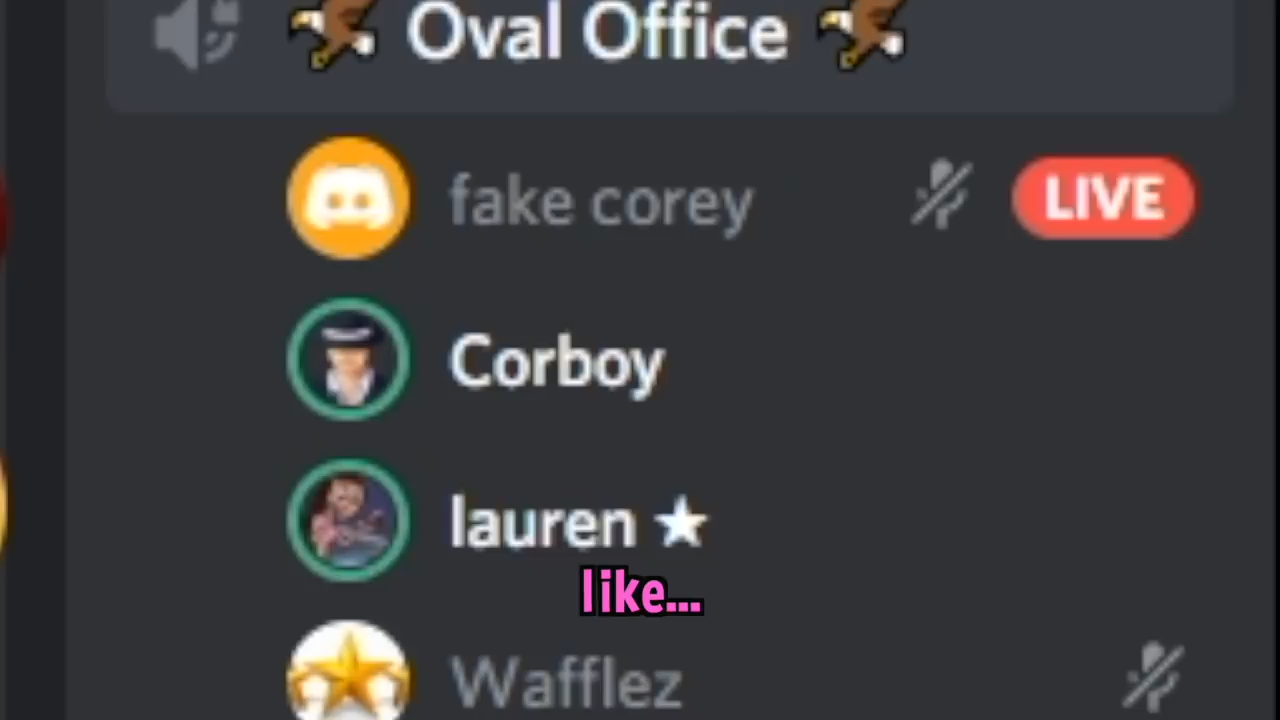 Oval Office
fake corey
LIVE
Corboy
lauren ★
like...
Wafflez